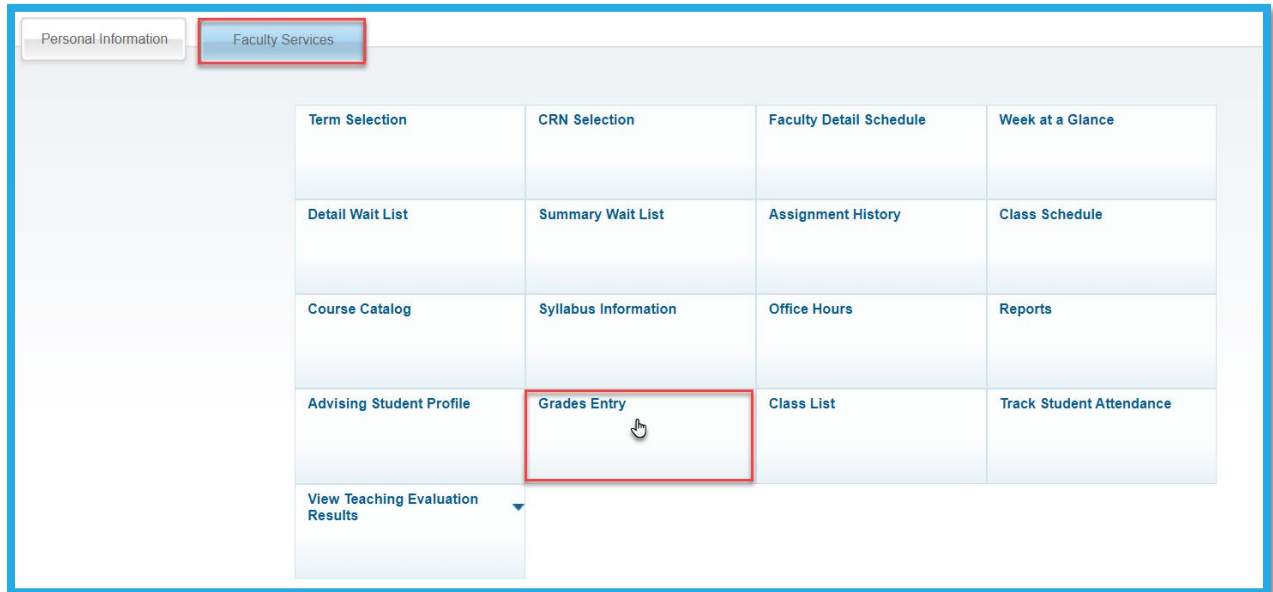 Personal Information
Faculty Services
Term Selection
CRN Selection
Faculty Detail Schedule
Week at a Glance
Detail Wait List
Summary Wait List
Assignment History
Class Schedule
Course Catalog
Syllabus Information
Office Hours
Reports
Advising Student Profile
Grades Entry
Class List
Track Student Attendance
View Teaching Evaluation
Results